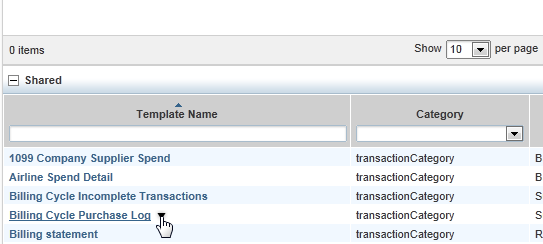 0 items Show 10 per page
Shared
Template Name Category
1099 Company Supplier Spend transactionCategory B
Airline Spend Detail transactionCategory B
Billing Cycle Incomplete Transactions transactionCategory S
Billing Cycle Purchase Log transactionCategory S
Billing statement transactionCategory R